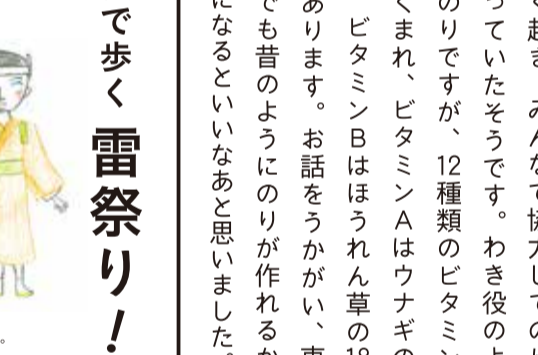 起き、みんなで協力しての
っていたそうです。わき役の
のりですが、12種類のビタミン
くまれ、ビタミンAはウナギの
ビタミンBはほうれん草の18
あります。お話をうかがい、東
でも昔のようにのりが作れるか
になるといいなあと思いました。
で歩く 雷祭り!
。